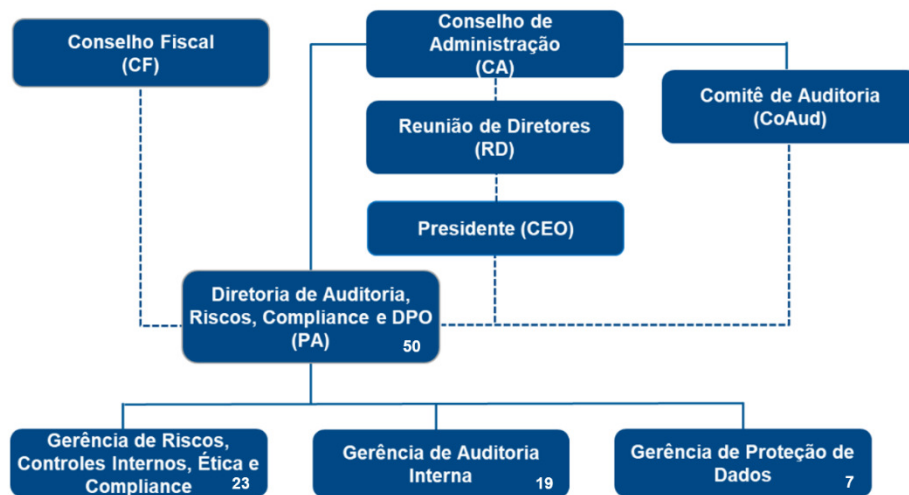 Conselho Fiscal
(CF)
Conselho de
Administração
(CA)
Comitê de Auditoria
(CoAud)
Reunião de Diretores
(RD)
Presidente (CEO)
Diretoria de Auditoria,
Riscos, Compliance e DPO
(PA)
50
Gerência de Riscos,
Controles Internos, Ética e
Compliance
23
Gerência de Auditoria
Interna
19
Gerência de Proteção de
Dados
7